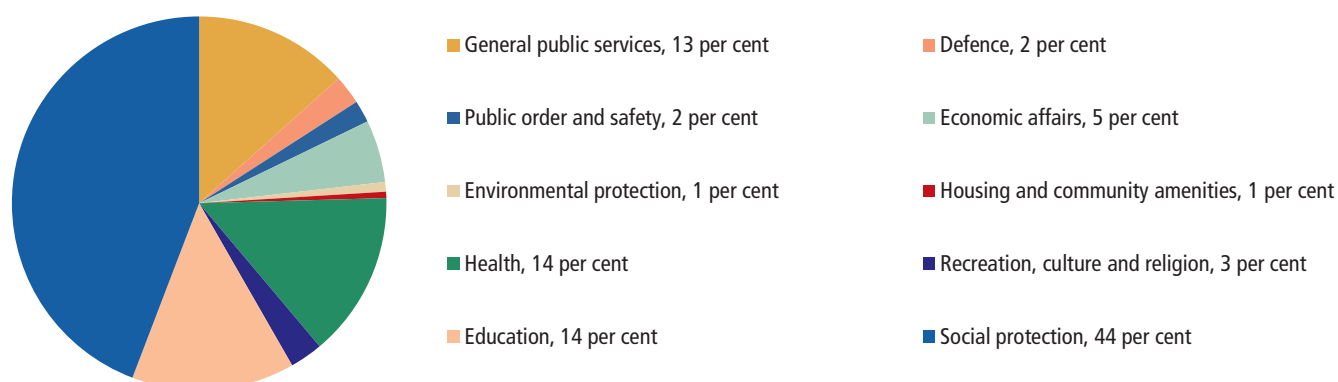 General public services, 13 per cent
Defence, 2 per cent
Public order and safety, 2 per cent
Economic affairs, 5 per cent
Environmental protection, 1 per cent
Housing and community amenities, 1 per cent
Health, 14 per cent
Recreation, culture and religion, 3 per cent
Education, 14 per cent
Social protection, 44 per cent